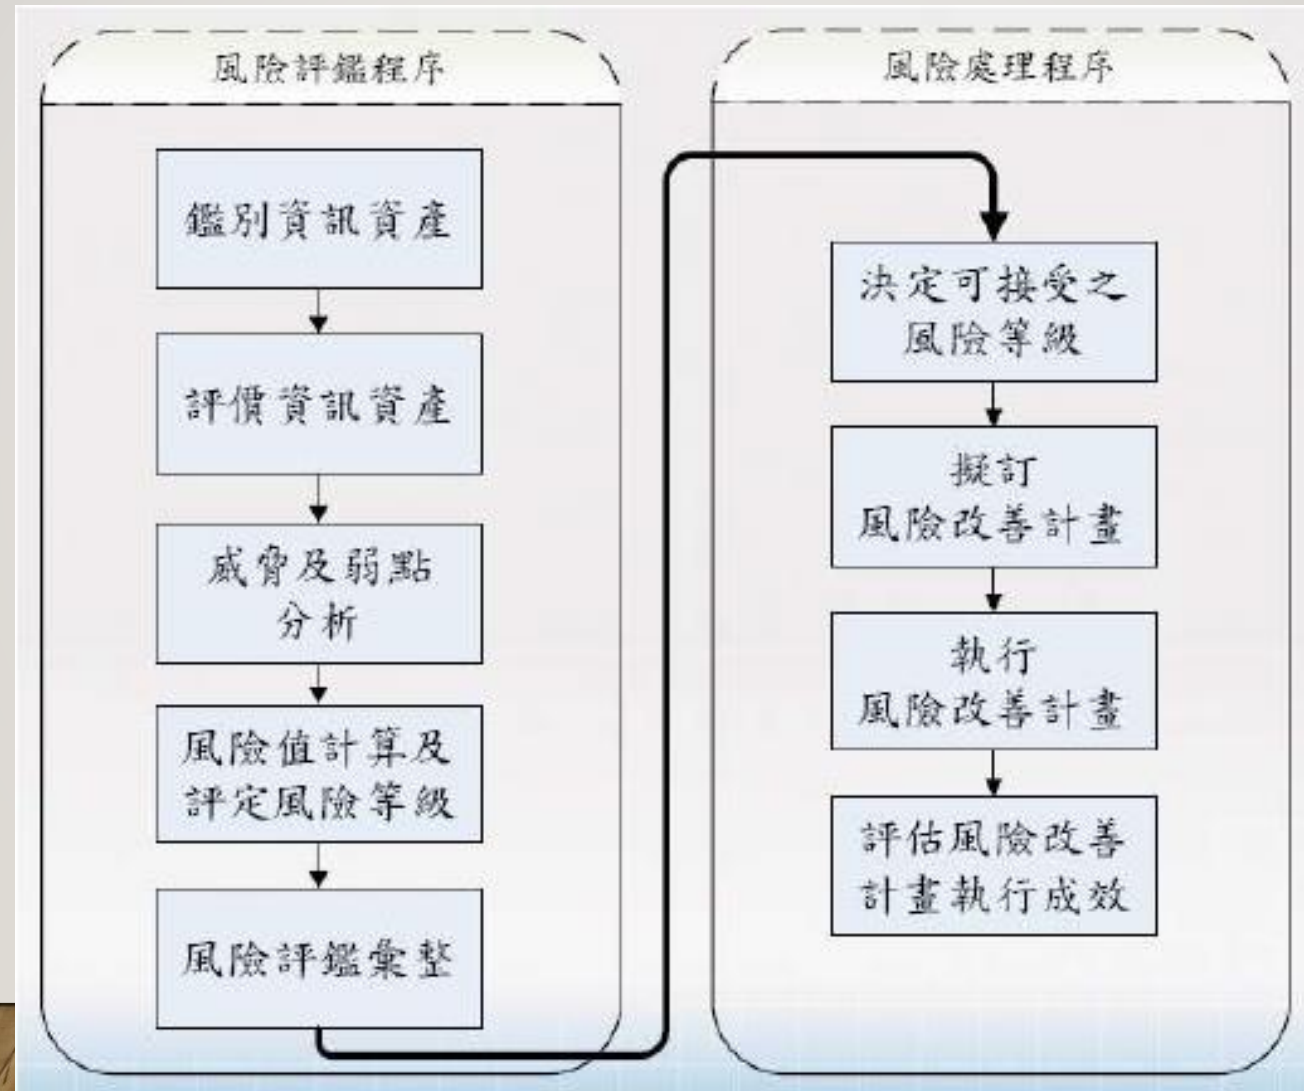 風險評鑑程序
鑑別資訊資產
評價資訊資產
威脅及弱點
分析
風險值計算及
評定風險等級
風險評鑑彙整
風險處理程序
決定可接受之
風險等級
擬訂
風險改善計畫
執行
風險改善計畫
評估風險改善
計畫執行成效